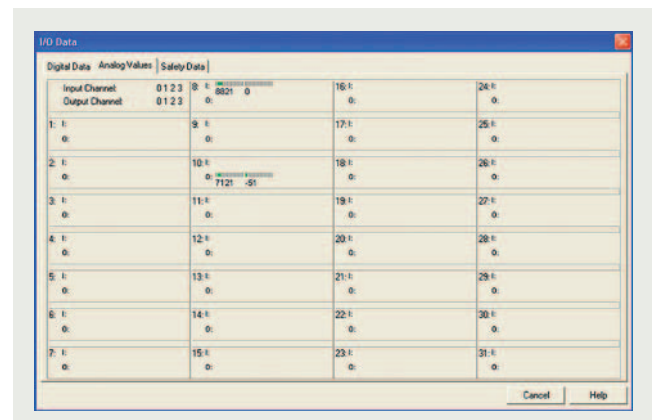 I/O Data
Digital Data Analog Values Safety Data
Input Channel: 0 1 2 3
Output Channel: 0 1 2 3
1: I:
O:
2: I:
O:
3: I:
O:
4: I:
O:
5: I:
O:
6: I:
O:
7: I:
O:
8: I: 8821 0
O:
9: I:
O:
10: I:
O: 7121 -51
11: I:
O:
12: I:
O:
13: I:
O:
14: I:
O:
15: I:
O:
16: I:
O:
17: I:
O:
18: I:
O:
19: I:
O:
20: I:
O:
21: I:
O:
22: I:
O:
23: I:
O:
24: I:
O:
25: I:
O:
26: I:
O:
27: I:
O:
28: I:
O:
29: I:
O:
30: I:
O:
31: I:
O:
Cancel Help